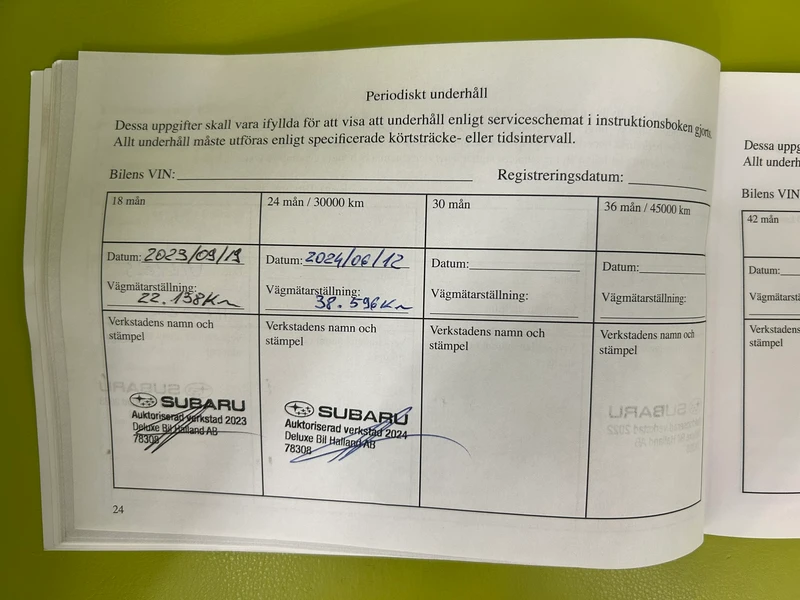 Periodiskt underhåll
Dessa uppgifter skall vara ifyllda för att visa att underhåll enligt serviceschemat i instruktionsboken gjorts.
Allt underhåll måste utföras enligt specificerade körtsträcke- eller tidsintervall.
Bilens VIN:
Registreringsdatum:
18 mån
24 mån / 30000 km
30 mån
36 mån / 45000 km
Datum: 2023/09/19
Datum: 2024/06/12
Datum:
Datum:
Vägmätarställning:
22.138Km
Vägmätarställning:
38.596Km
Vägmätarställning:
Vägmätarställning:
Verkstadens namn och
stämpel
Verkstadens namn och
stämpel
Verkstadens namn och
stämpel
Verkstadens namn och
stämpel
SUBARU
Auktoriserad verkstad 2023
Deluxe Bil Halland AB
78308
SUBARU
Auktoriserad verkstad 2024
Deluxe Bil Halland AB
78308
24
Dessa
Allt
Bilens VIN
42 mån
Datum:
Verkstadens
stämpel